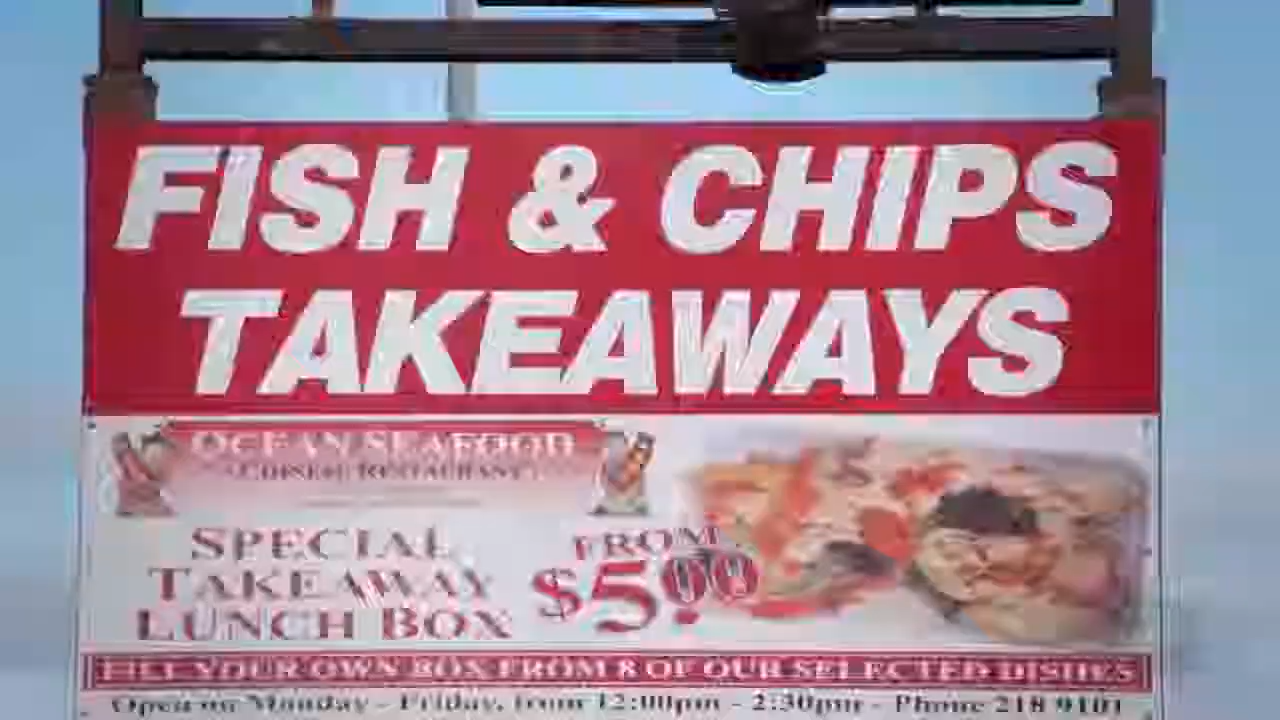 FISH & CHIPS
TAKEAWAYS
OCEAN SEAFOOD
CHINESE RESTAURANT
SPECIAL
TAKEAWAY
LUNCH BOX
FROM
$5.00
FILL YOUR OWN BOX FROM 8 OF OUR SELECTED DISHES
Open on Monday - Friday, from 12:00pm - 2:30pm - Phone 218 9101